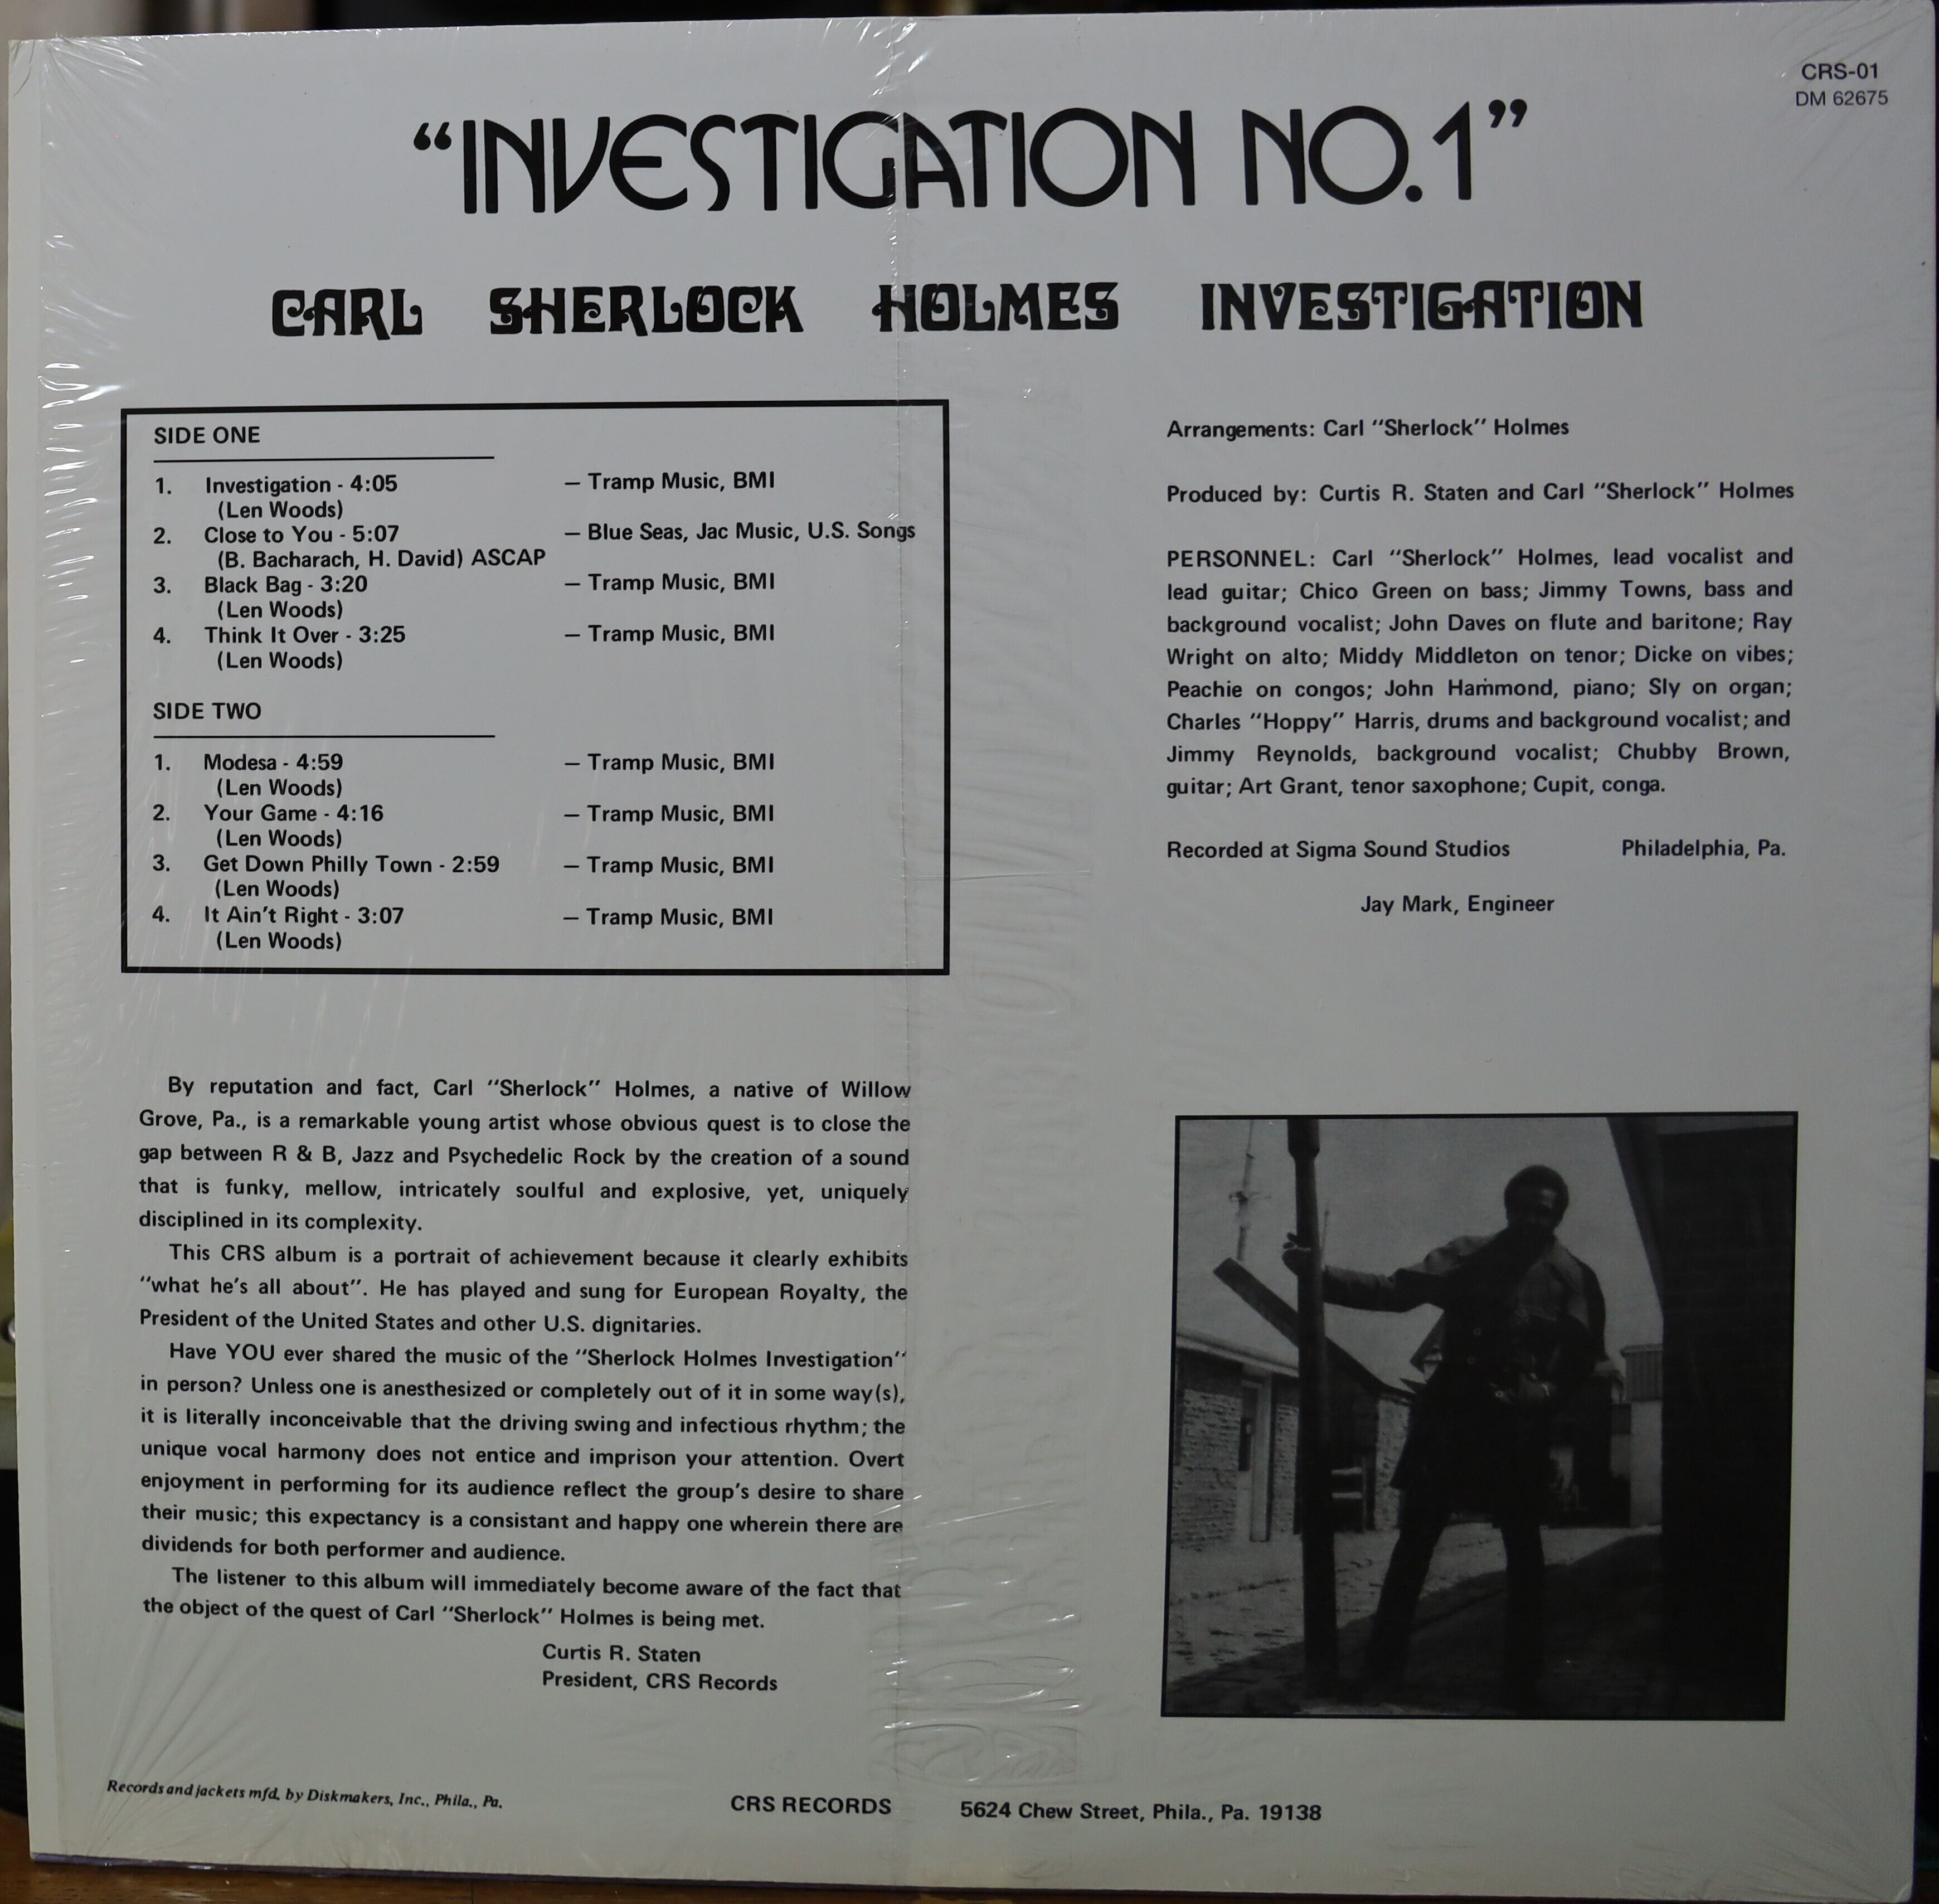 CRS-01
DM 62675
“INVESTIGATION NO.1”
CARL SHERLOCK HOLMES INVESTIGATION
SIDE ONE
1. Investigation - 4:05 – Tramp Music, BMI
(Len Woods)
2. Close to You - 5:07 – Blue Seas, Jac Music, U.S. Songs
(B. Bacharach, H. David) ASCAP
3. Black Bag - 3:20 – Tramp Music, BMI
(Len Woods)
4. Think It Over - 3:25 – Tramp Music, BMI
(Len Woods)
SIDE TWO
1. Modesa - 4:59 – Tramp Music, BMI
(Len Woods)
2. Your Game - 4:16 – Tramp Music, BMI
(Len Woods)
3. Get Down Philly Town - 2:59 – Tramp Music, BMI
(Len Woods)
4. It Ain't Right - 3:07 – Tramp Music, BMI
(Len Woods)
Arrangements: Carl "Sherlock" Holmes
Produced by: Curtis R. Staten and Carl "Sherlock" Holmes
PERSONNEL: Carl "Sherlock" Holmes, lead vocalist and
lead guitar; Chico Green on bass; Jimmy Towns, bass and
background vocalist; John Daves on flute and baritone; Ray
Wright on alto; Middy Middleton on tenor; Dicke on vibes;
Peachie on congos; John Hammond, piano; Sly on organ;
Charles "Hoppy" Harris, drums and background vocalist; and
Jimmy Reynolds, background vocalist; Chubby Brown,
guitar; Art Grant, tenor saxophone; Cupit, conga.
Recorded at Sigma Sound Studios Philadelphia, Pa.
Jay Mark, Engineer
By reputation and fact, Carl "Sherlock" Holmes, a native of Willow
Grove, Pa., is a remarkable young artist whose obvious quest is to close the
gap between R & B, Jazz and Psychedelic Rock by the creation of a sound
that is funky, mellow, intricately soulful and explosive, yet, uniquely
disciplined in its complexity.
This CRS album is a portrait of achievement because it clearly exhibits
"what he's all about". He has played and sung for European Royalty, the
President of the United States and other U.S. dignitaries.
Have YOU ever shared the music of the "Sherlock Holmes Investigation"
in person? Unless one is anesthesized or completely out of it in some way(s),
it is literally inconceivable that the driving swing and infectious rhythm; the
unique vocal harmony does not entice and imprison your attention. Overt
enjoyment in performing for its audience reflect the group's desire to share
their music; this expectancy is a consistant and happy one wherein there are
dividends for both performer and audience.
The listener to this album will immediately become aware of the fact that
the object of the quest of Carl "Sherlock" Holmes is being met.
Curtis R. Staten
President, CRS Records
Records and jackets mfd. by Diskmakers, Inc., Phila., Pa.
CRS RECORDS 5624 Chew Street, Phila., Pa. 19138